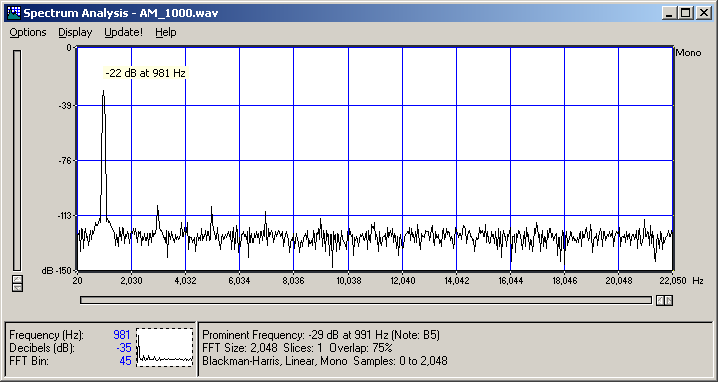 Spectrum Analysis - AM_1000.wav
Options Display Update! Help
0 Mono
-22 dB at 981 Hz
-39
-76
-113
dB -150
20 2,030 4,032 6,034 8,036 10,038 12,040 14,042 16,044 18,046 20,048 22,050 Hz
Frequency (Hz): 981
Decibels (dB): -35
FFT Bin: 45
Prominent Frequency: -29 dB at 991 Hz (Note: B5)
FFT Size: 2,048 Slices: 1 Overlap: 75%
Blackman-Harris, Linear, Mono Samples: 0 to 2,048